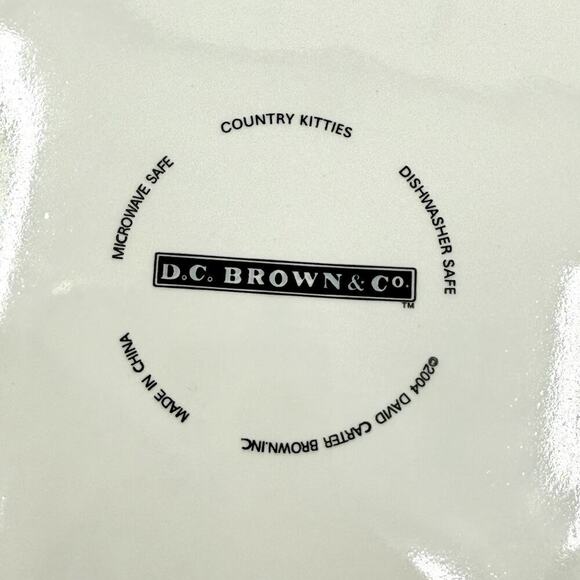 COUNTRY KITTIES
DISHWASHER SAFE
©2004 DAVID CARTER BROWN.INC
MADE IN CHINA
MICROWAVE SAFE
D.C. BROWN & CO.
TM